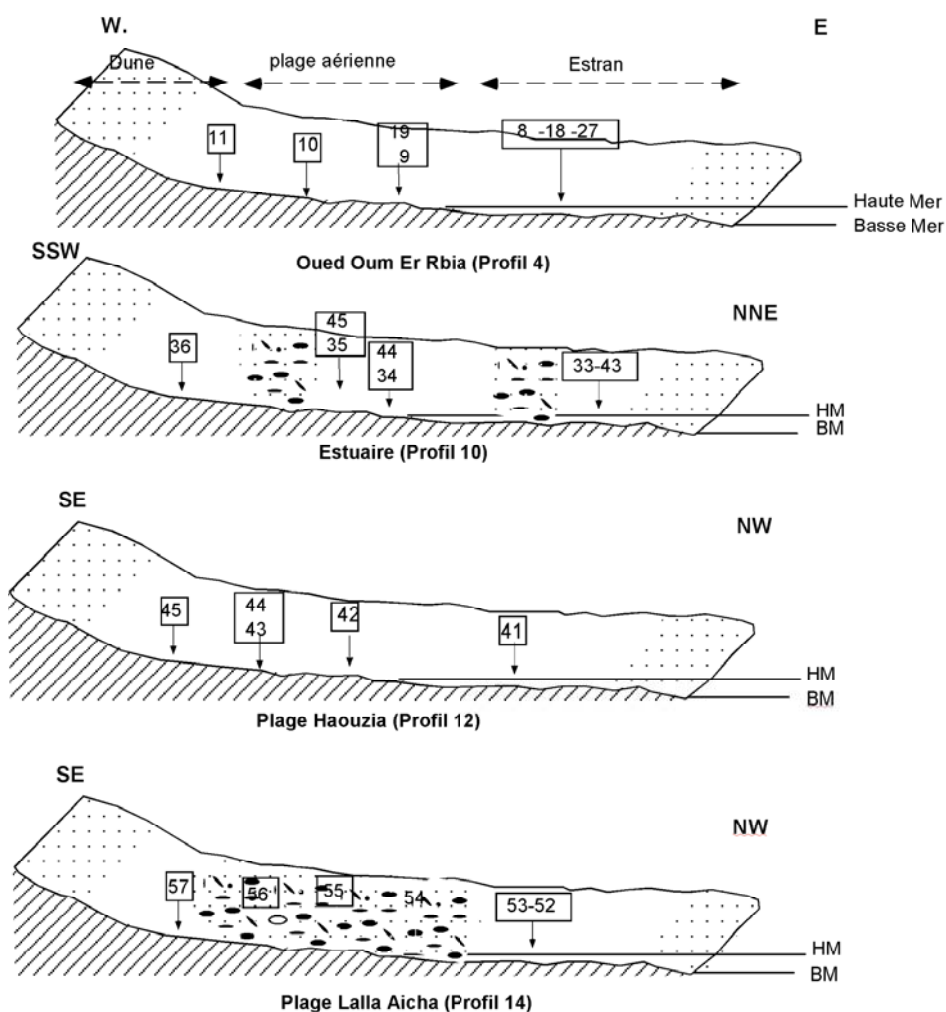 W. E
Dune plage aérienne Estran
11 10 19 8 -18 -27
9
Haute Mer
Basse Mer
Oued Oum Er Rbia (Profil 4)
SSW NNE
36 45 44 33-43
35 34
HM
BM
Estuaire (Profil 10)
SE NW
45 44 42 41
43
HM
BM
Plage Haouzia (Profil 12)
SE NW
57 56 55 54 53-52
HM
BM
Plage Lalla Aicha (Profil 14)